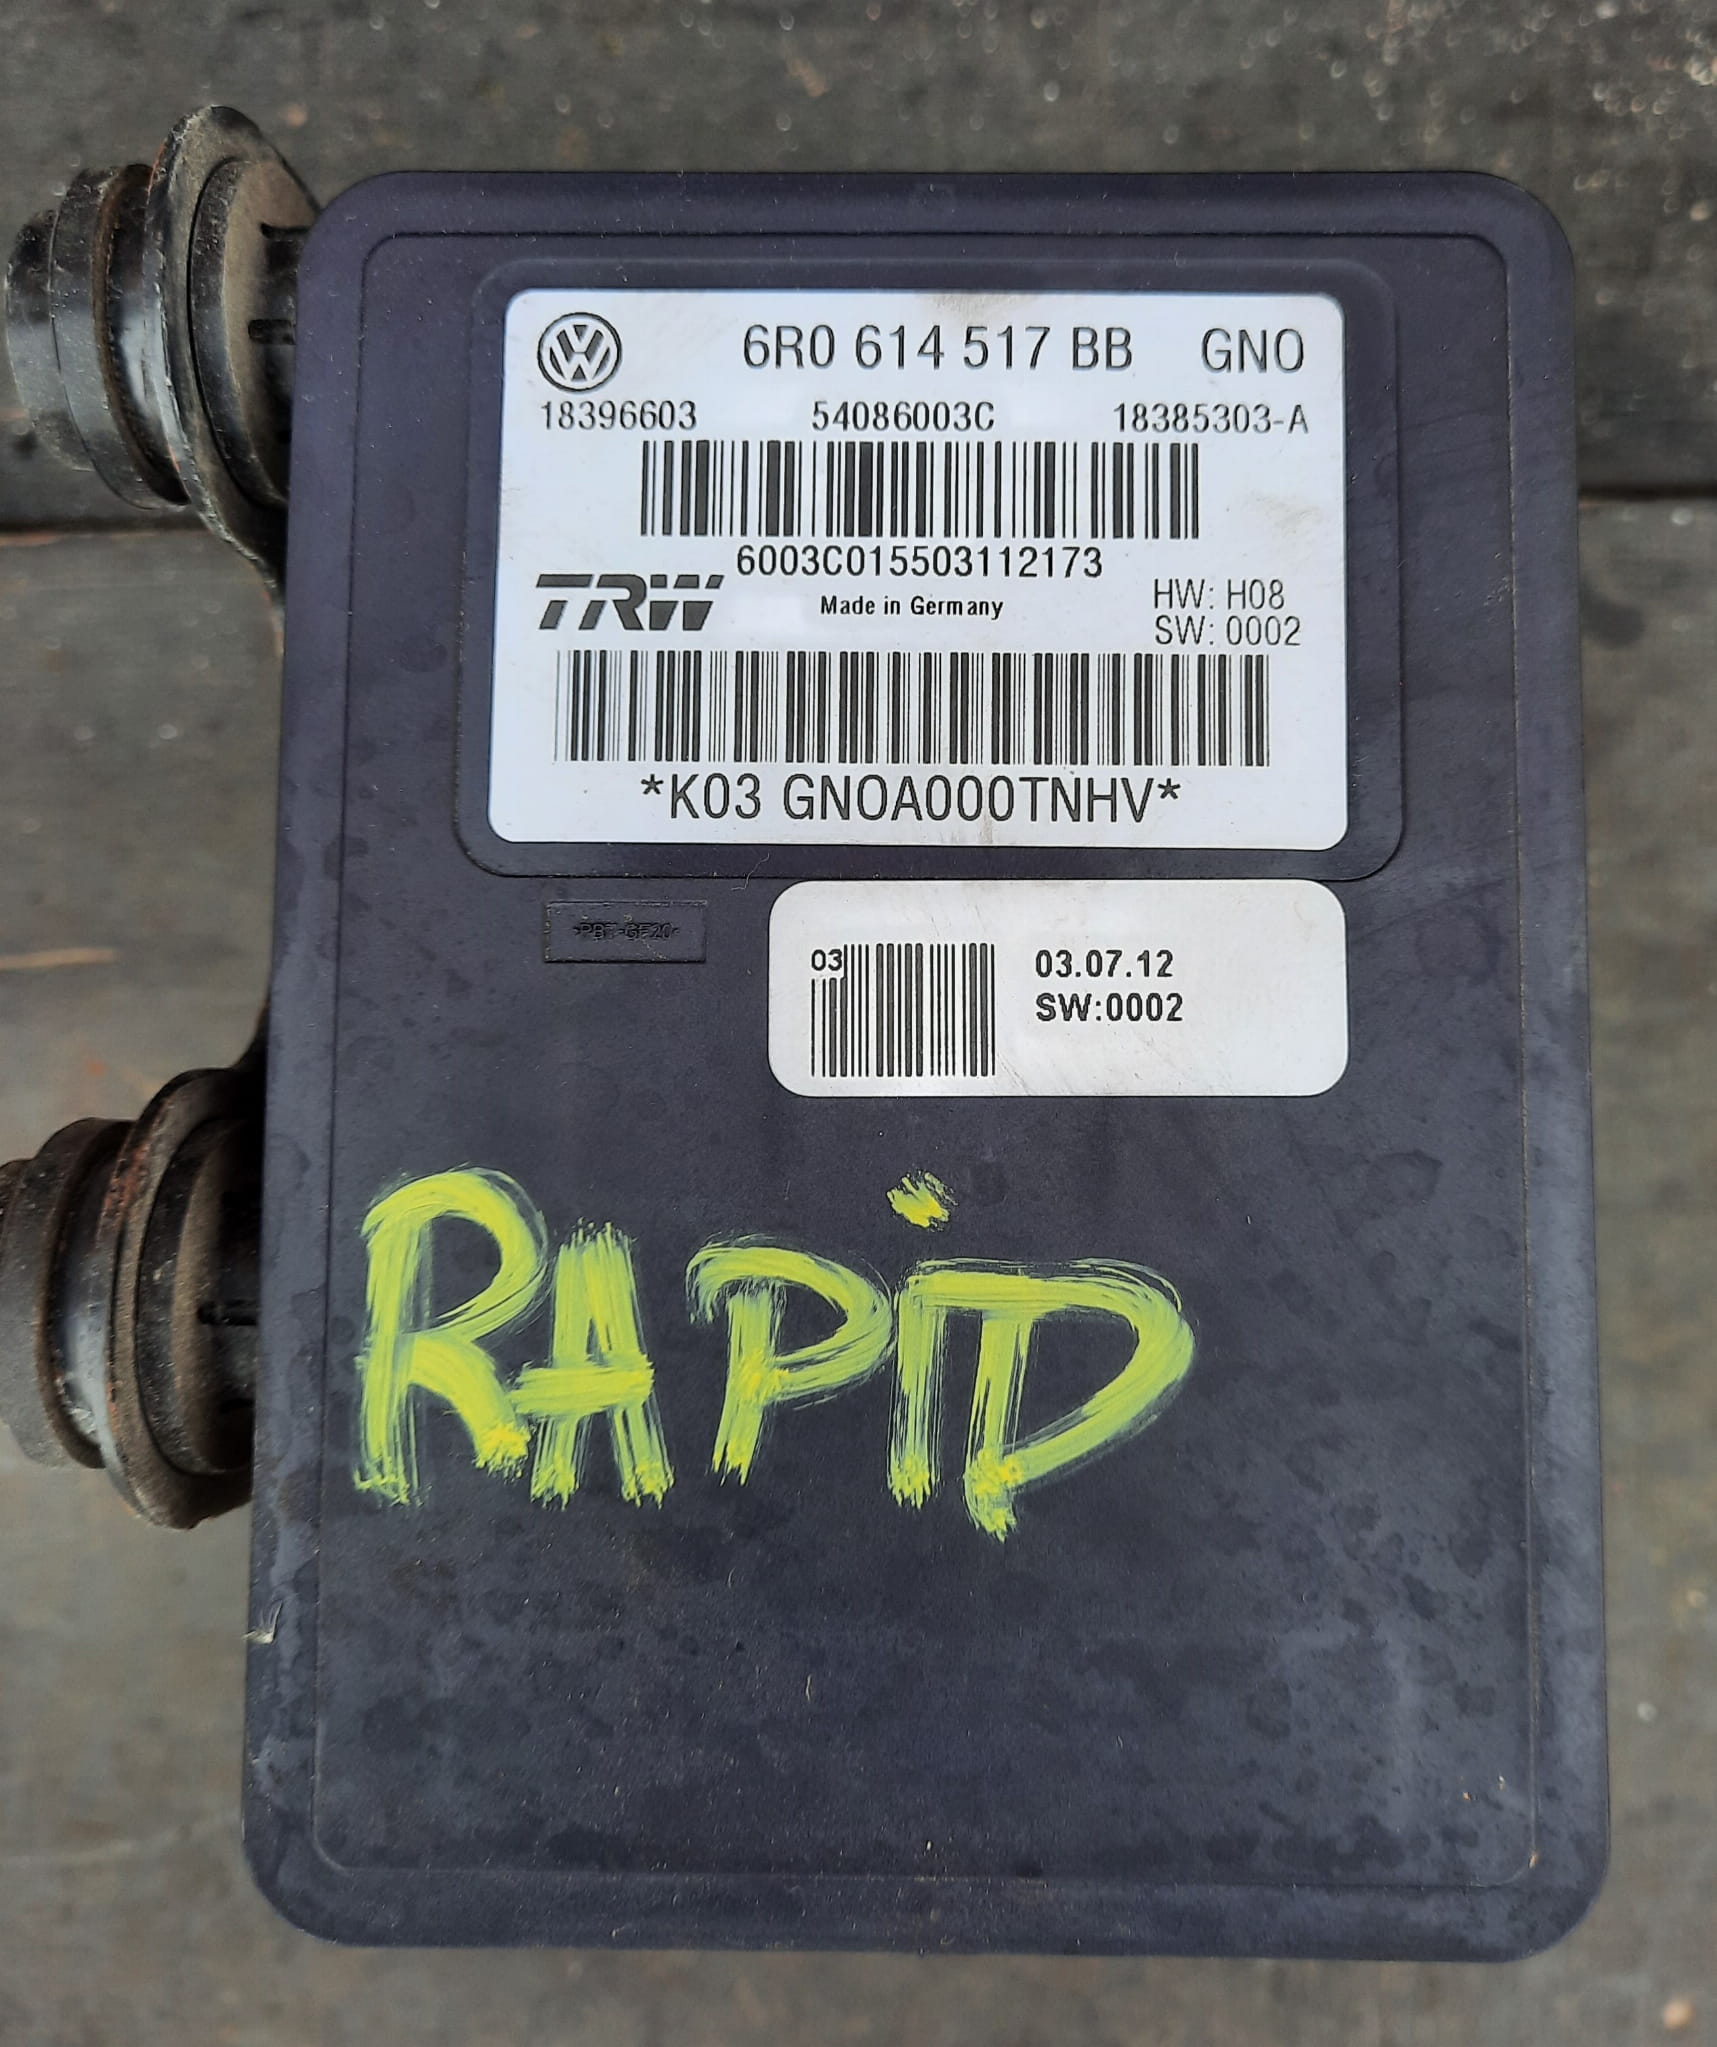 6R0 614 517 BB GNO
18396603 54086003C 18385303-A
6003C015503112173
TRW Made in Germany HW: H08
SW: 0002
*K03 GNOA000TNHV*
03 03.07.12
SW:0002
RAPiD